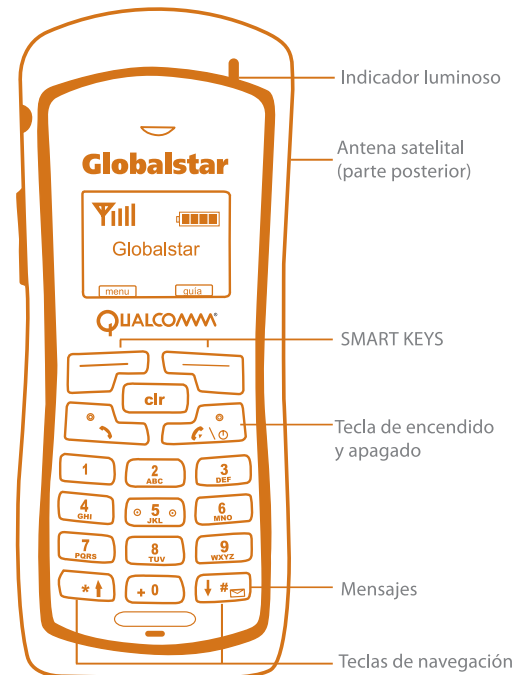 Indicador luminoso
Antena satelital
(parte posterior)
Globalstar
Globalstar
menu
guía
QUALCOMM
SMART KEYS
clr
Tecla de encendido
y apagado
1
2
ABC
3
DEF
4
GHI
5
JKL
6
MNO
7
PQRS
8
TUV
9
WXYZ
*
+ 0
#
Mensajes
Teclas de navegación